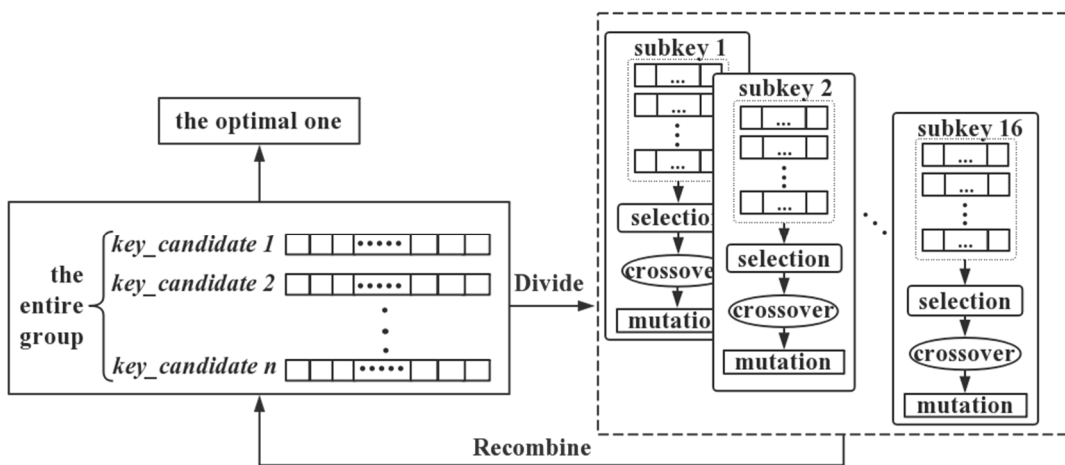 the optimal one
the
entire
group
key_candidate 1
key_candidate 2
key_candidate n
Divide
subkey 1
...
...
...
selection
crossover
mutation
subkey 2
...
...
...
selection
crossover
mutation
subkey 16
...
...
...
selection
crossover
mutation
Recombine